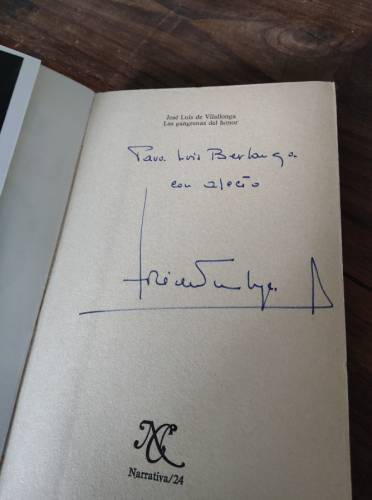 José Luis de Vilallonga
Las gangrenas del honor
Para Luis Berlanga
con afecto
Narrativa/24